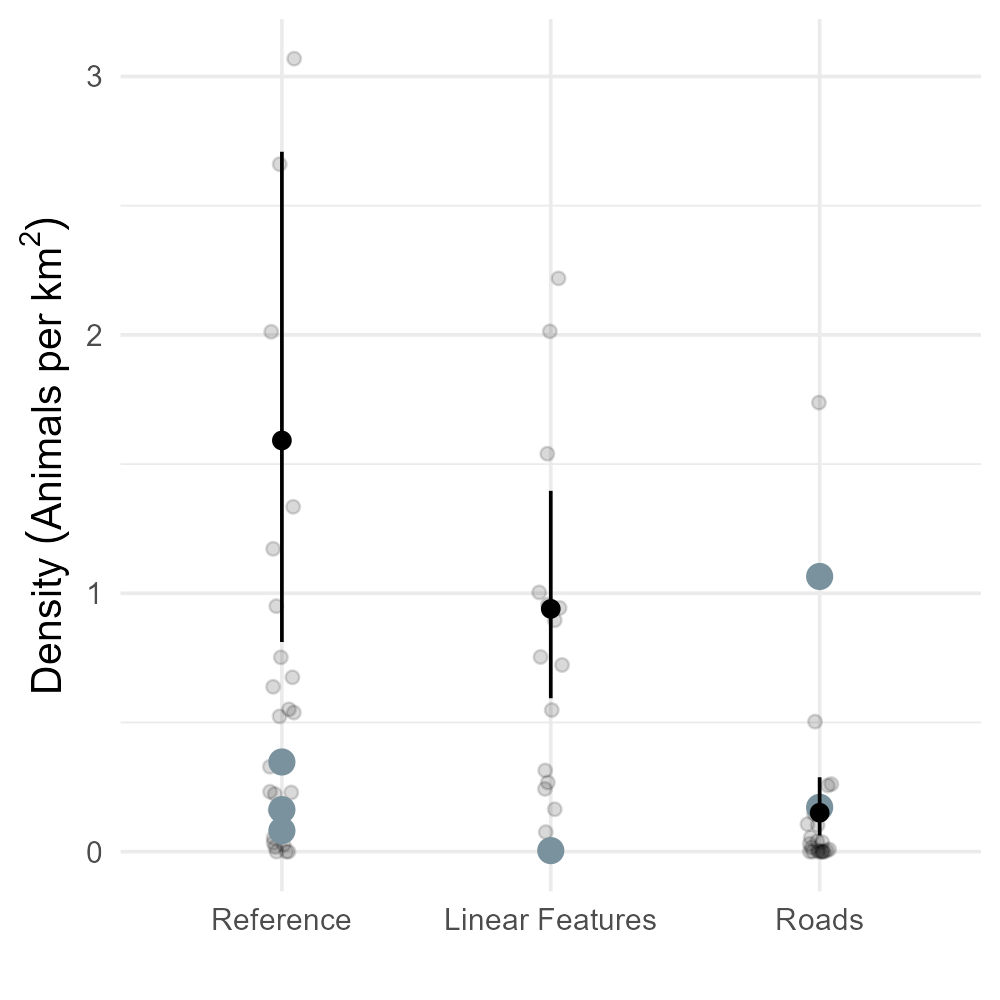 Density (Animals per km²)
3
2
1
0
Reference
Linear Features
Roads